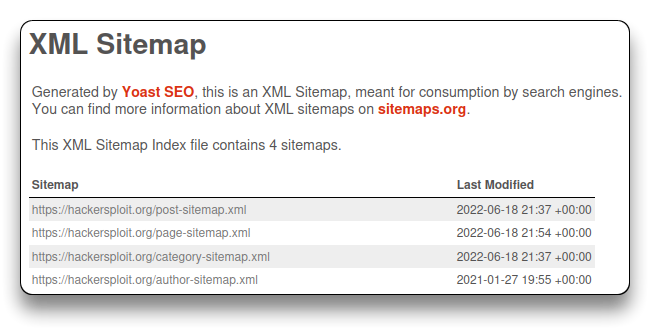 XML Sitemap
Generated by Yoast SEO, this is an XML Sitemap, meant for consumption by search engines.
You can find more information about XML sitemaps on sitemaps.org.
This XML Sitemap Index file contains 4 sitemaps.
Sitemap Last Modified
https://hackersploit.org/post-sitemap.xml 2022-06-18 21:37 +00:00
https://hackersploit.org/page-sitemap.xml 2022-06-18 21:54 +00:00
https://hackersploit.org/category-sitemap.xml 2022-06-18 21:37 +00:00
https://hackersploit.org/author-sitemap.xml 2021-01-27 19:55 +00:00